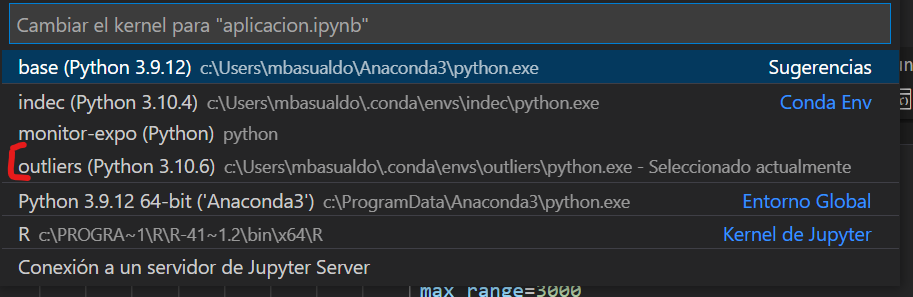 Cambiar el kernel para "aplicacion.ipynb"
base (Python 3.9.12) c:\Users\mbasualdo\Anaconda3\python.exe Sugerencias
indec (Python 3.10.4) c:\Users\mbasualdo\.conda\envs\indec\python.exe Conda Env
monitor-expo (Python) python
outliers (Python 3.10.6) c:\Users\mbasualdo\.conda\envs\outliers\python.exe - Seleccionado actualmente
Python 3.9.12 64-bit ('Anaconda3') c:\ProgramData\Anaconda3\python.exe Entorno Global
R c:\PROGRA~1\R\R-41~1.2\bin\x64\R Kernel de Jupyter
Conexión a un servidor de Jupyter Server
max_range=3000